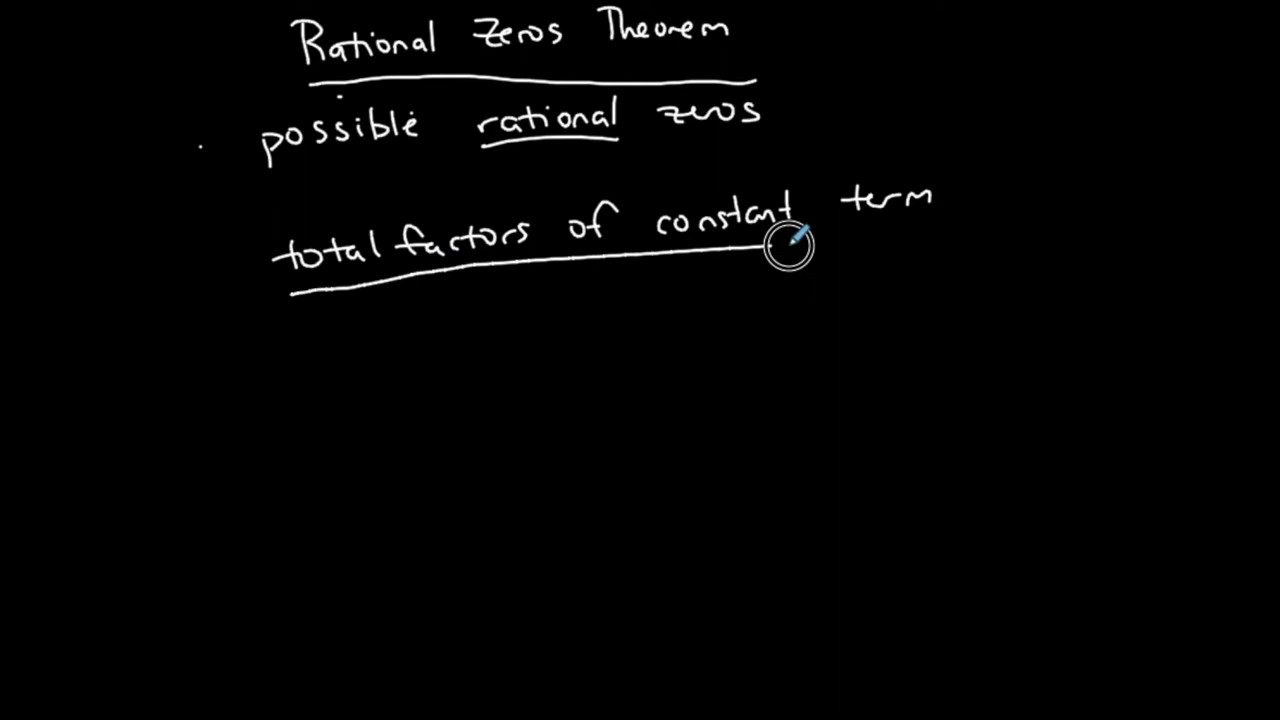 Rational Zeros Theorem
possible rational zeros
total factors of constant term